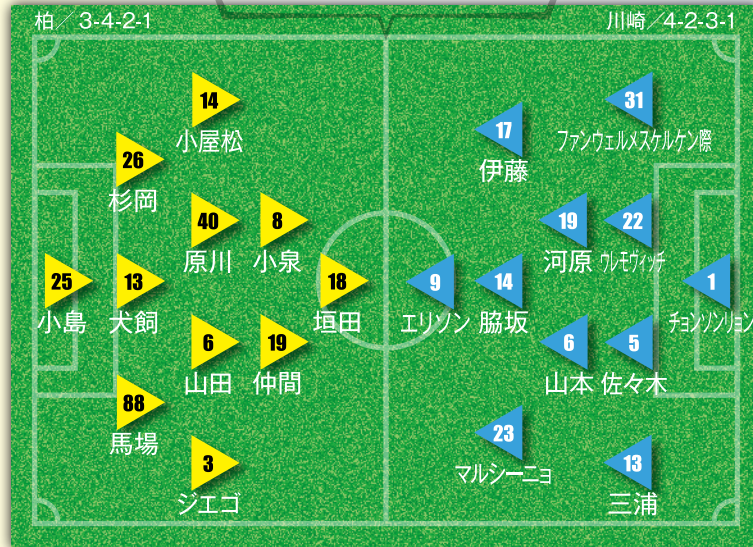 柏／3-4-2-1
川崎／4-2-3-1
14
小屋松
26
杉岡
40
原川
8
小泉
25
小島
13
犬飼
18
垣田
6
山田
19
仲間
88
馬場
3
ジエゴ
31
ファンウェルメスケルケン際
17
伊藤
19
河原
22
ウレモヴィッチ
9
エリソン
14
脇坂
1
チョンソンリョン
6
山本
5
佐々木
23
マルシーニョ
13
三浦